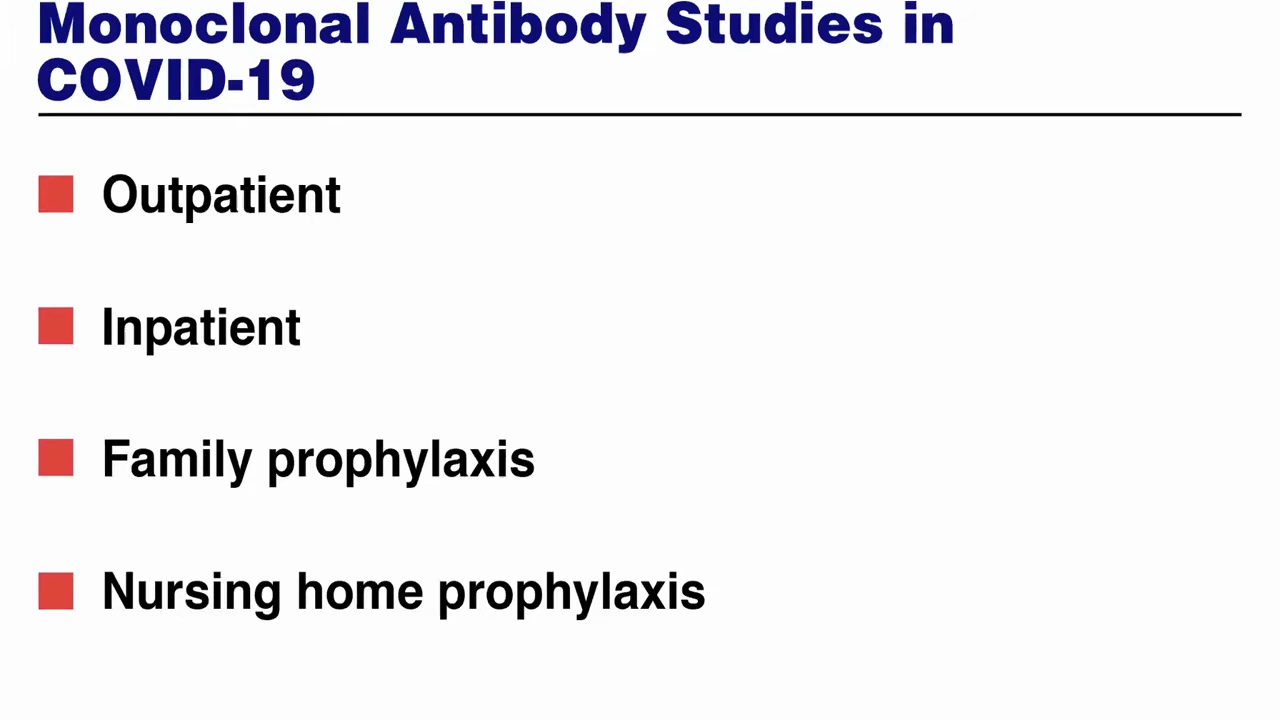 Monoclonal Antibody Studies in
COVID-19
Outpatient
Inpatient
Family prophylaxis
Nursing home prophylaxis